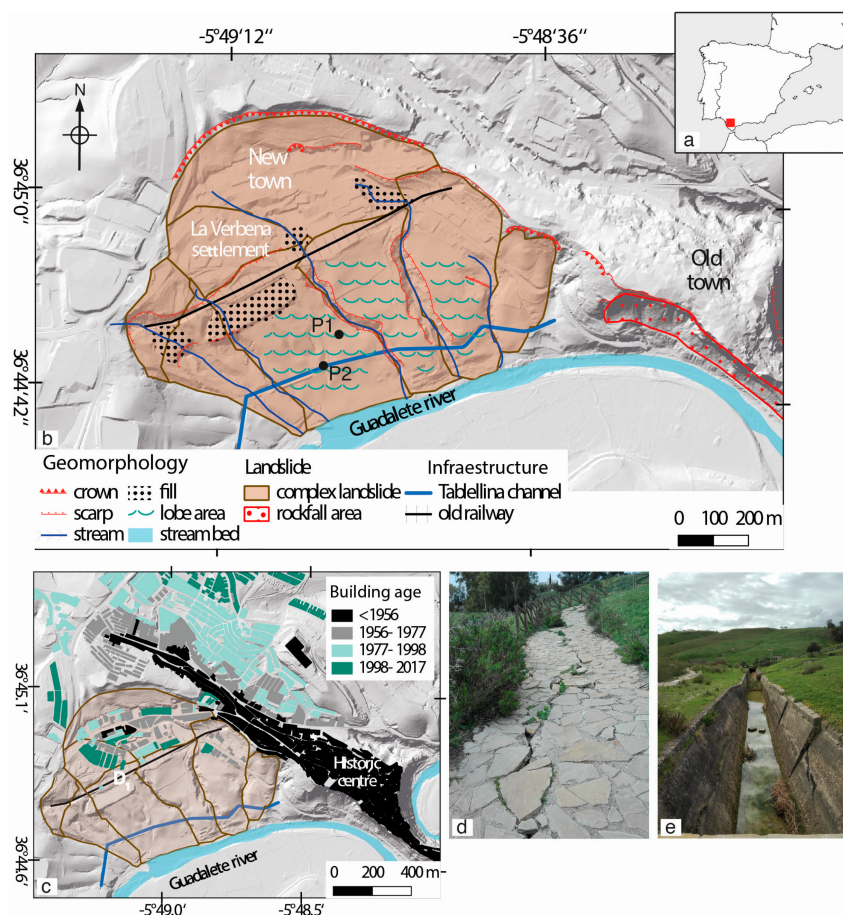 -5°49'12"
-5°48'36"
N
a
36°45'0"
New
town
La Verbena
settlement
Old
town
P1
P2
36°44'42"
Guadalete river
b
Geomorphology
Landslide
Infraestructure
crown
fill
complex landslide
Tablellina channel
scarp
lobe area
rockfall area
old railway
stream
stream bed
0 100 200 m
Building age
<1956
1956- 1977
1977- 1998
1998- 2017
36°45.1'
Historic
centre
D1
36°44.6'
Guadalete river
0 200 400 m
c
-5°49.0'
-5°48.5'
d
e